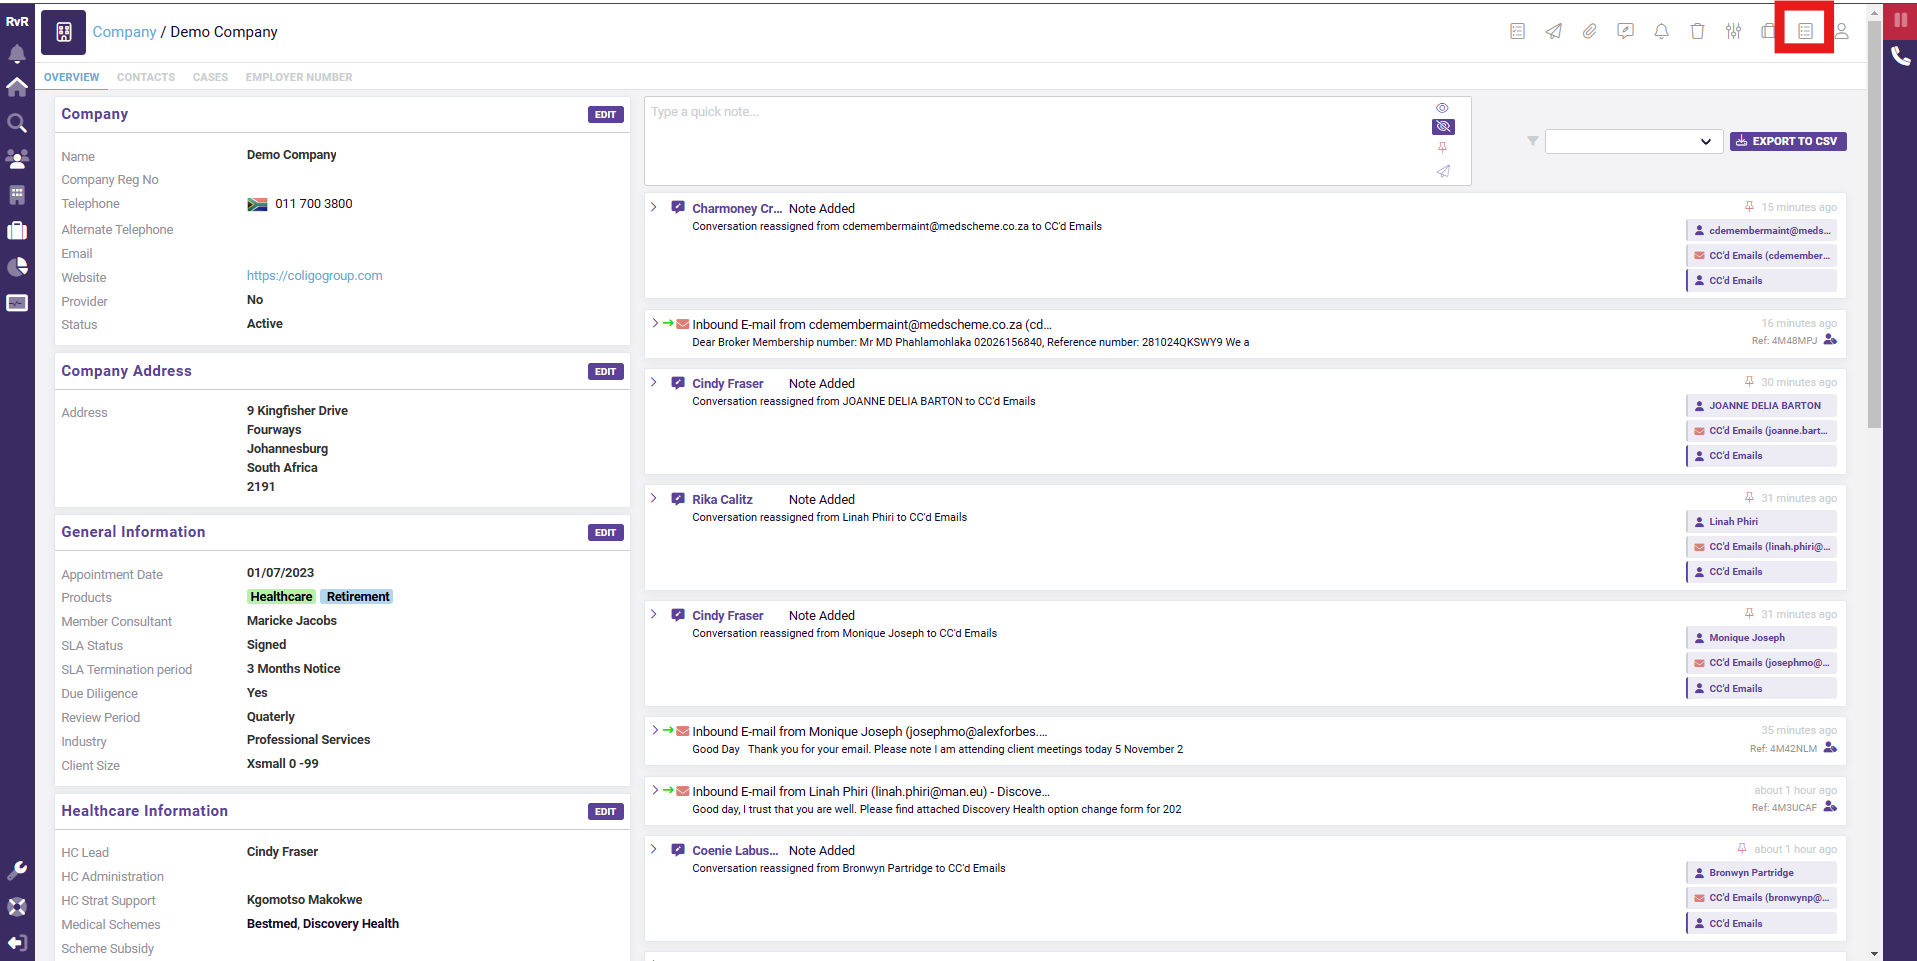 RvR
Company / Demo Company
OVERVIEW CONTACTS CASES EMPLOYER NUMBER
Company EDIT
Name Demo Company
Company Reg No
Telephone 011 700 3800
Alternate Telephone
Email
Website https://coligogroup.com
Provider No
Status Active
Company Address EDIT
Address 9 Kingfisher Drive
Fourways
Johannesburg
South Africa
2191
General Information EDIT
Appointment Date 01/07/2023
Products Healthcare Retirement
Member Consultant Maricke Jacobs
SLA Status Signed
SLA Termination period 3 Months Notice
Due Diligence Yes
Review Period Quaterly
Industry Professional Services
Client Size Xsmall 0 -99
Healthcare Information EDIT
HC Lead Cindy Fraser
HC Administration
HC Strat Support Kgomotso Makokwe
Medical Schemes Bestmed, Discovery Health
Scheme Subsidy
Type a quick note...
EXPORT TO CSV
Charmoney Cr... Note Added 15 minutes ago
Conversation reassigned from cdemembermaint@medscheme.co.za to CC'd Emails
cdemembermaint@meds...
CC'd Emails (cdemember...
CC'd Emails
Inbound E-mail from cdemembermaint@medscheme.co.za (cd... 16 minutes ago
Dear Broker Membership number: Mr MD Phahlamohlaka 02026156840, Reference number: 281024QKSWY9 We a Ref: 4M48MPJ
Cindy Fraser Note Added 30 minutes ago
Conversation reassigned from JOANNE DELIA BARTON to CC'd Emails
JOANNE DELIA BARTON
CC'd Emails (joanne.bart...
CC'd Emails
Rika Calitz Note Added 31 minutes ago
Conversation reassigned from Linah Phiri to CC'd Emails
Linah Phiri
CC'd Emails (linah.phiri@...
CC'd Emails
Cindy Fraser Note Added 31 minutes ago
Conversation reassigned from Monique Joseph to CC'd Emails
Monique Joseph
CC'd Emails (josephmo@...
CC'd Emails
Inbound E-mail from Monique Joseph (josephmo@alexforbes.... 35 minutes ago
Good Day Thank you for your email. Please note I am attending client meetings today 5 November 2 Ref: 4M42NLM
Inbound E-mail from Linah Phiri (linah.phiri@man.eu) - Discove... about 1 hour ago
Good day, I trust that you are well. Please find attached Discovery Health option change form for 202 Ref: 4M3UCAF
Coenie Labus... Note Added about 1 hour ago
Conversation reassigned from Bronwyn Partridge to CC'd Emails
Bronwyn Partridge
CC'd Emails (bronwynp@...
CC'd Emails